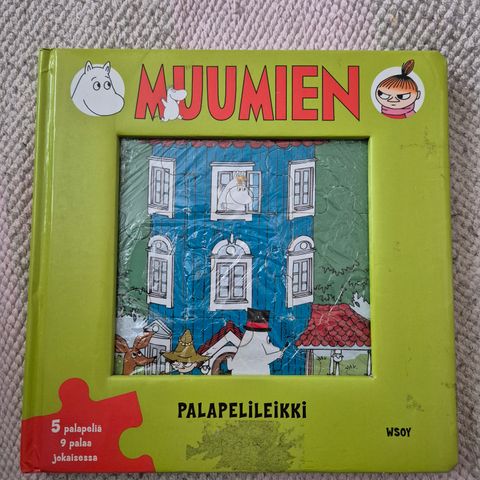 MUUMIEN
PALAPELILEIKKI
5 palapeliä
9 palaa
jokaisessa
WSOY